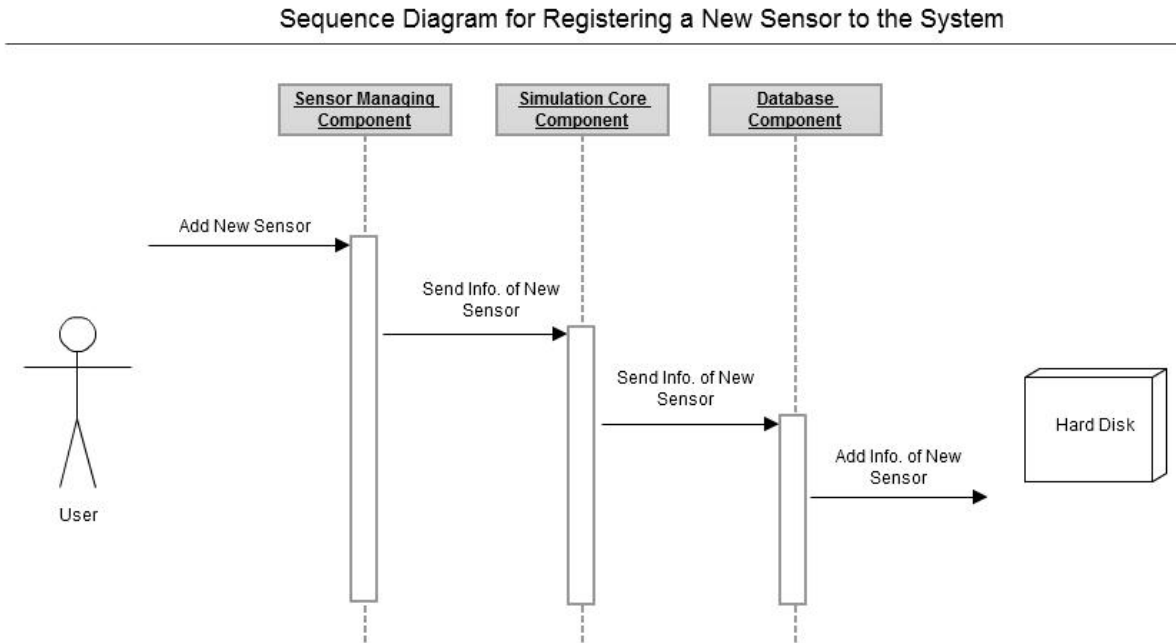 Sequence Diagram for Registering a New Sensor to the System
Sensor Managing
Component
Simulation Core
Component
Database
Component
Add New Sensor
Send Info. of New
Sensor
Send Info. of New
Sensor
Add Info. of New
Sensor
Hard Disk
User